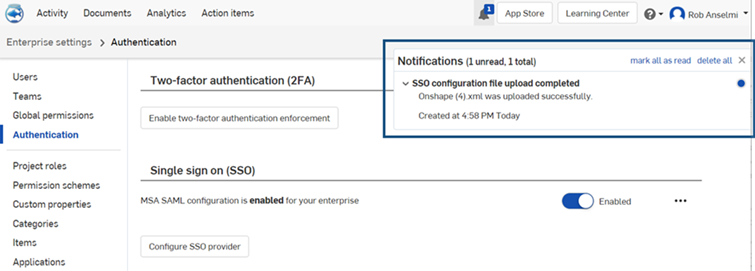 Activity Documents Analytics Action items 1 App Store Learning Center ? Rob Anselmi
Enterprise settings > Authentication
Notifications (1 unread, 1 total) mark all as read delete all ×
SSO configuration file upload completed
Onshape (4).xml was uploaded successfully.
Created at 4:58 PM Today
Users
Teams
Global permissions
Authentication
Project roles
Permission schemes
Custom properties
Categories
Items
Applications
Two-factor authentication (2FA)
Enable two-factor authentication enforcement
Single sign on (SSO)
MSA SAML configuration is enabled for your enterprise Enabled •••
Configure SSO provider